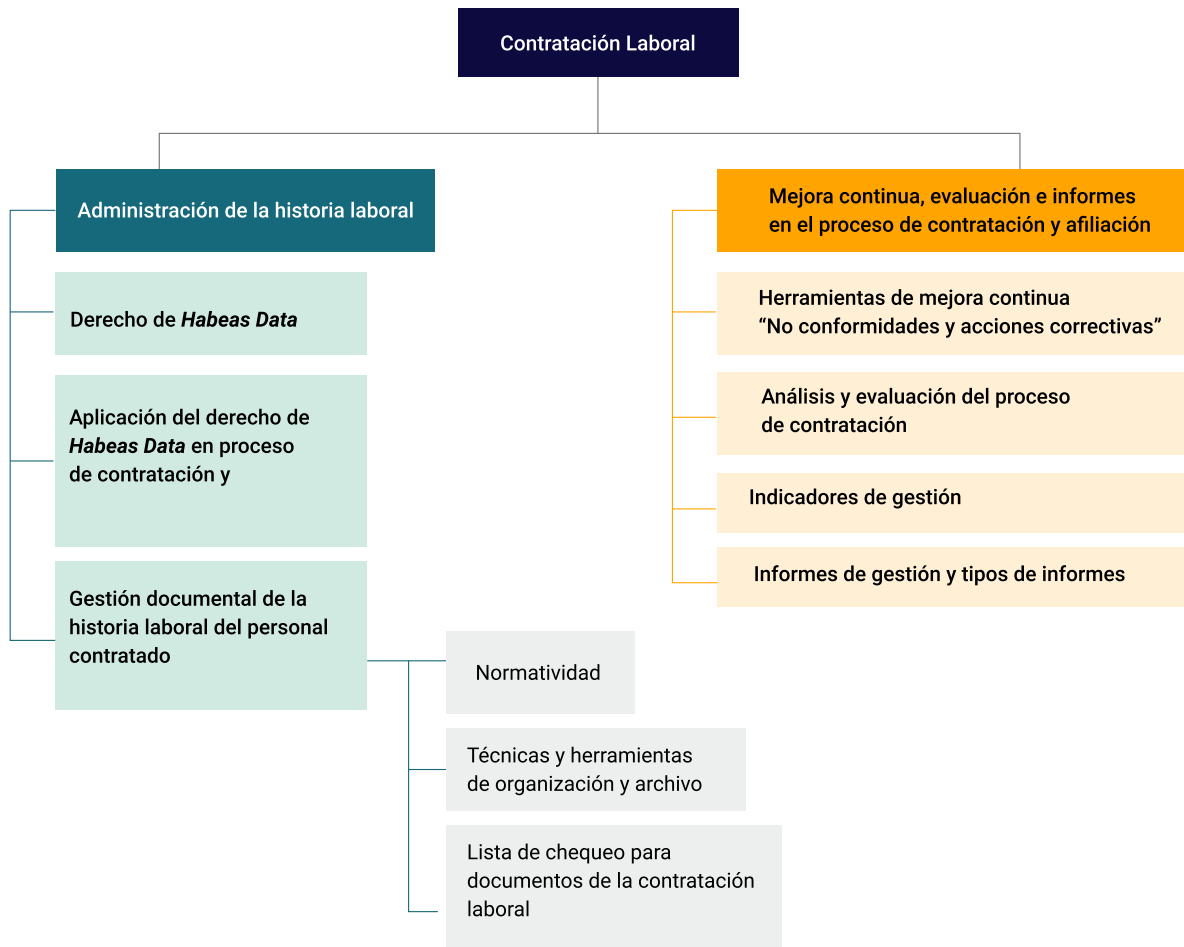 Contratación Laboral
Administración de la historia laboral
Derecho de Habeas Data
Aplicación del derecho de
Habeas Data en proceso
de contratación y
Gestión documental de la
historia laboral del personal
contratado
Normatividad
Técnicas y herramientas
de organización y archivo
Lista de chequeo para
documentos de la contratación
laboral
Mejora continua, evaluación e informes
en el proceso de contratación y afiliación
Herramientas de mejora continua
“No conformidades y acciones correctivas”
Análisis y evaluación del proceso
de contratación
Indicadores de gestión
Informes de gestión y tipos de informes